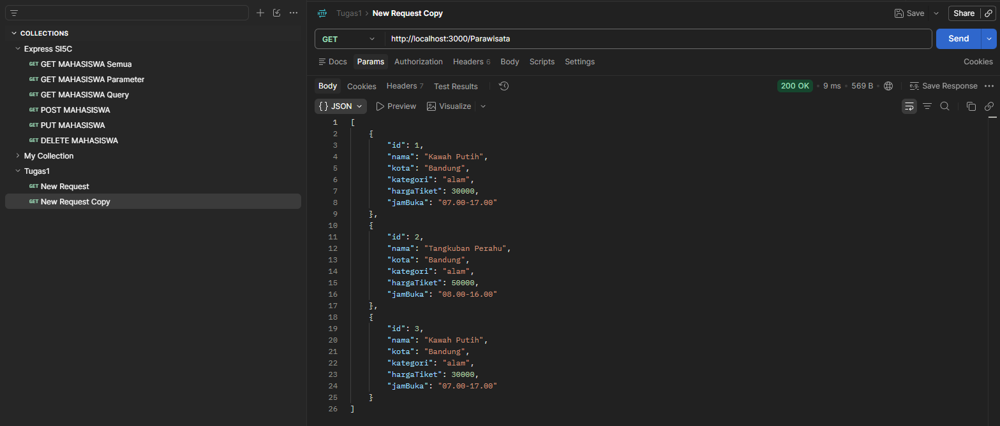 COLLECTIONS
Express SI5C
GET GET MAHASISWA Semua
GET GET MAHASISWA Parameter
GET GET MAHASISWA Query
GET POST MAHASISWA
GET PUT MAHASISWA
GET DELETE MAHASISWA
My Collection
Tugas1
GET New Request
GET New Request Copy
HTTP Tugas1 > New Request Copy Save Share
GET http://localhost:3000/Parawisata Send
Docs Params Authorization Headers 6 Body Scripts Settings Cookies
Body Cookies Headers 7 Test Results 200 OK • 9 ms • 569 B • e.g. Save Response
{} JSON Preview Visualize
1 [
2 {
3 "id": 1,
4 "nama": "Kawah Putih",
5 "kota": "Bandung",
6 "kategori": "alam",
7 "hargaTiket": 30000,
8 "jamBuka": "07.00-17.00"
9 },
10 {
11 "id": 2,
12 "nama": "Tangkuban Perahu",
13 "kota": "Bandung",
14 "kategori": "alam",
15 "hargaTiket": 50000,
16 "jamBuka": "08.00-16.00"
17 },
18 {
19 "id": 3,
20 "nama": "Kawah Putih",
21 "kota": "Bandung",
22 "kategori": "alam",
23 "hargaTiket": 30000,
24 "jamBuka": "07.00-17.00"
25 }
26 ]